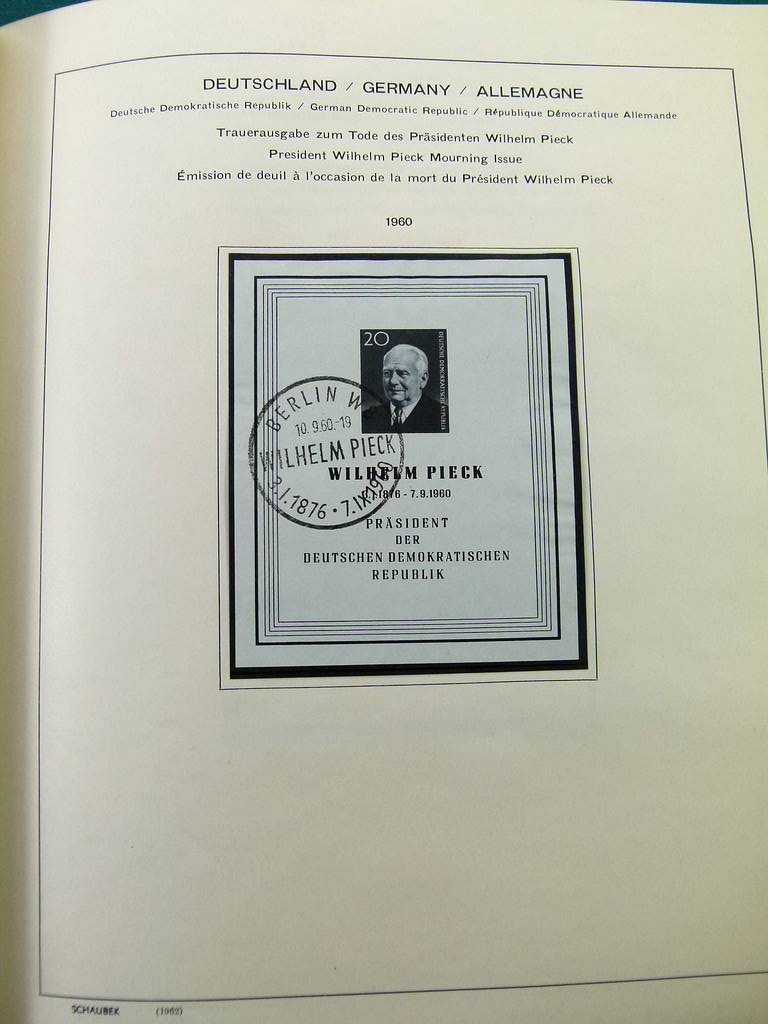 DEUTSCHLAND / GERMANY / ALLEMAGNE
Deutsche Demokratische Republik / German Democratic Republic / République Démocratique Allemande
Trauerausgabe zum Tode des Präsidenten Wilhelm Pieck
President Wilhelm Pieck Mourning Issue
Émission de deuil à l'occasion de la mort du Président Wilhelm Pieck
1960
20
DEUTSCHE DEMOKRATISCHE REPUBLIK
BERLIN W
10.9.60.-19
WILHELM PIECK
3.I.1876 · 7.IX.1960
WILHELM PIECK
3.1.1876 - 7.9.1960
PRÄSIDENT
DER
DEUTSCHEN DEMOKRATISCHEN
REPUBLIK
SCHAUBEK (1962)